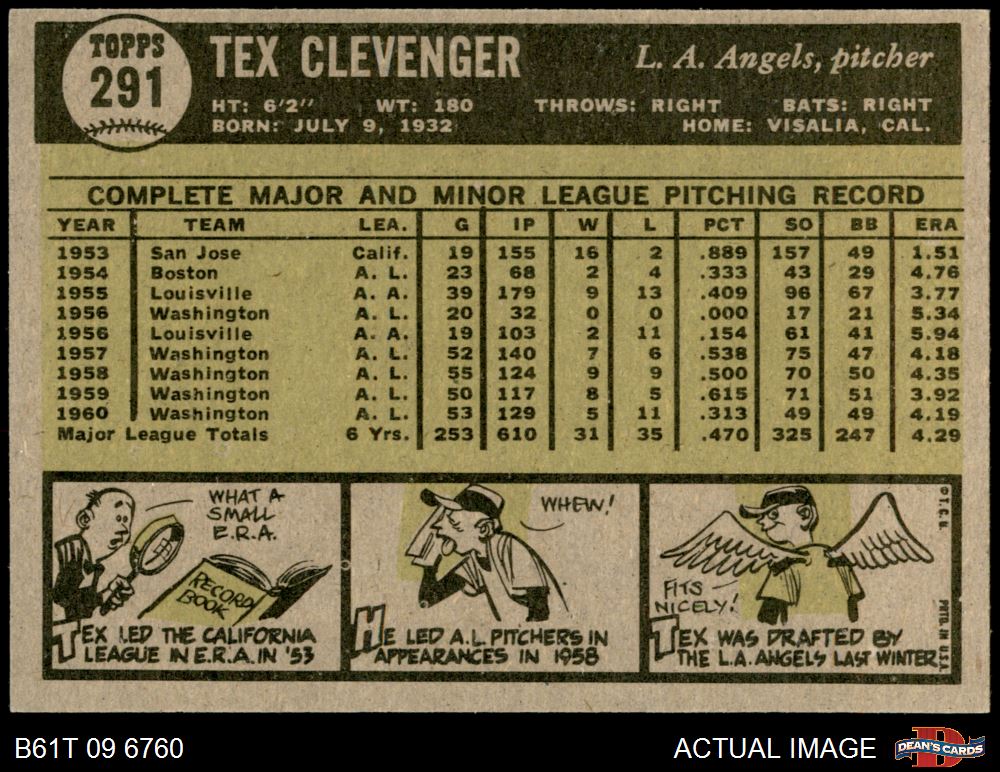 TOPPS
291
TEX CLEVENGER
L. A. Angels, pitcher
HT: 6'2" WT: 180 THROWS: RIGHT BATS: RIGHT
BORN: JULY 9, 1932 HOME: VISALIA, CAL.
COMPLETE MAJOR AND MINOR LEAGUE PITCHING RECORD
YEAR TEAM LEA. G IP W L PCT SO BB ERA
1953 San Jose Calif. 19 155 16 2 .889 157 49 1.51
1954 Boston A. L. 23 68 2 4 .333 43 29 4.76
1955 Louisville A. A. 39 179 9 13 .409 96 67 3.77
1956 Washington A. L. 20 32 0 0 .000 17 21 5.34
1956 Louisville A. A. 19 103 2 11 .154 61 41 5.94
1957 Washington A. L. 52 140 7 6 .538 75 47 4.18
1958 Washington A. L. 55 124 9 9 .500 70 50 4.35
1959 Washington A. L. 50 117 8 5 .615 71 51 3.92
1960 Washington A. L. 53 129 5 11 .313 49 49 4.19
Major League Totals 6 Yrs. 253 610 31 35 .470 325 247 4.29
WHAT A
SMALL
E.R.A.
RECORD
BOOK
TEX LED THE CALIFORNIA
LEAGUE IN E.R.A. IN '53
WHEW!
HE LED A.L. PITCHERS IN
APPEARANCES IN 1958
FITS
NICELY!
TEX WAS DRAFTED BY
THE L.A. ANGELS LAST WINTER
© T. C. G.
PRTD. IN U.S.A.
B61T 09 6760
ACTUAL IMAGE
DEAN'S CARDS